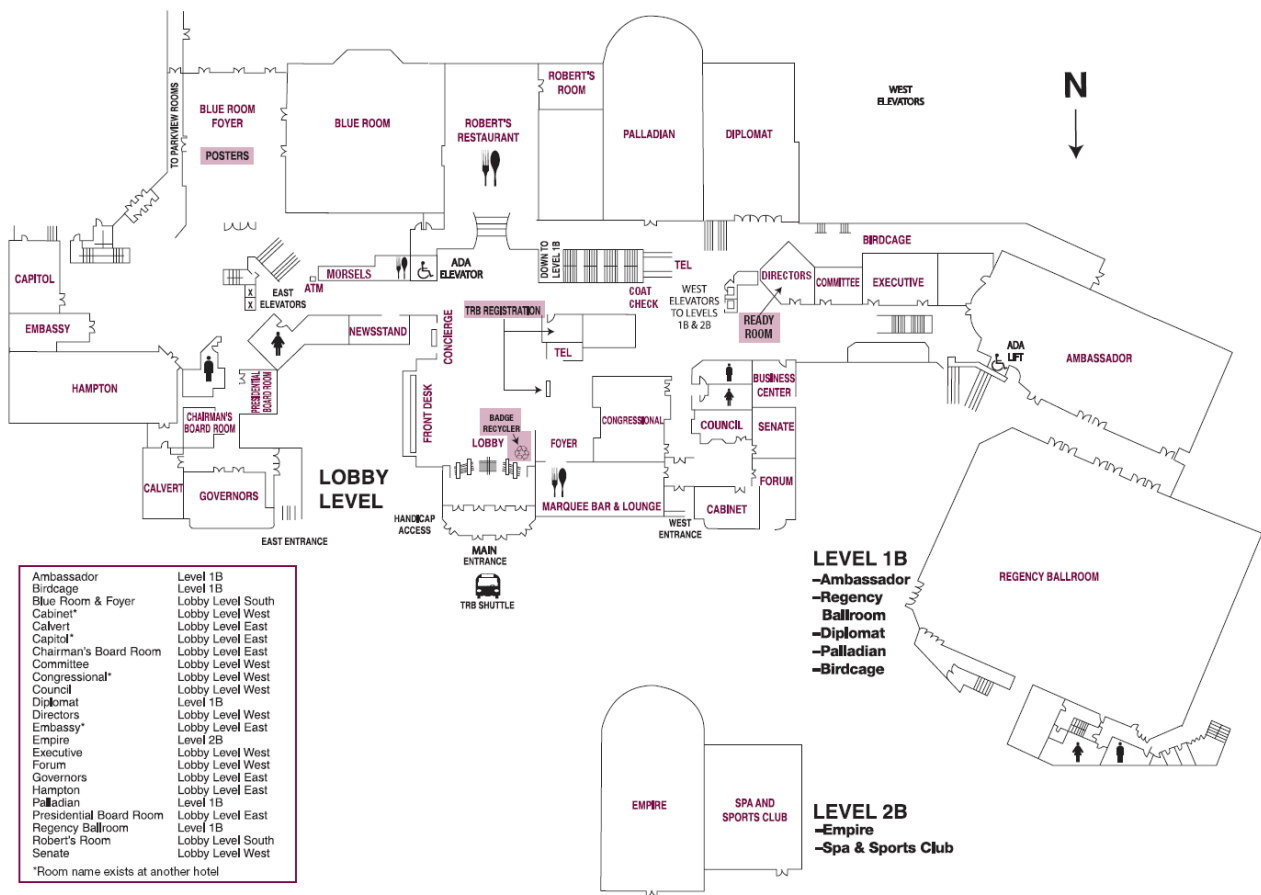 TO PARKVIEW ROOMS
BLUE ROOM
FOYER
POSTERS
BLUE ROOM
ROBERT'S
RESTAURANT
ROBERT'S
ROOM
PALLADIAN
DIPLOMAT
WEST
ELEVATORS
N
CAPITOL
EMBASSY
HAMPTON
EAST
ELEVATORS
X
X
ATM
MORSELS
ADA
ELEVATOR
DOWN TO
LEVEL 1B
TEL
COAT
CHECK
WEST
ELEVATORS
TO LEVELS
1B & 2B
BIRDCAGE
DIRECTORS
COMMITTEE
EXECUTIVE
READY
ROOM
ADA
LIFT
AMBASSADOR
NEWSSTAND
CONCIERGE
TRB REGISTRATION
TEL
PRESIDENTIAL
BOARD ROOM
CHAIRMAN'S
BOARD ROOM
FRONT DESK
BADGE
RECYCLER
LOBBY
FOYER
CONGRESSIONAL
BUSINESS
CENTER
COUNCIL
SENATE
FORUM
CABINET
CALVERT
GOVERNORS
LOBBY
LEVEL
MARQUEE BAR & LOUNGE
EAST ENTRANCE
HANDICAP
ACCESS
MAIN
ENTRANCE
TRB SHUTTLE
WEST
ENTRANCE
REGENCY BALLROOM
LEVEL 1B
–Ambassador
–Regency
Ballroom
–Diplomat
–Palladian
–Birdcage
Ambassador Level 1B
Birdcage Level 1B
Blue Room & Foyer Lobby Level South
Cabinet* Lobby Level West
Calvert Lobby Level East
Capitol* Lobby Level East
Chairman's Board Room Lobby Level East
Committee Lobby Level West
Congressional* Lobby Level West
Council Lobby Level West
Diplomat Level 1B
Directors Lobby Level West
Embassy* Lobby Level East
Empire Level 2B
Executive Lobby Level West
Forum Lobby Level West
Governors Lobby Level East
Hampton Lobby Level East
Palladian Level 1B
Presidential Board Room Lobby Level East
Regency Ballroom Level 1B
Robert's Room Lobby Level South
Senate Lobby Level West
*Room name exists at another hotel
EMPIRE
SPA AND
SPORTS CLUB
LEVEL 2B
–Empire
–Spa & Sports Club